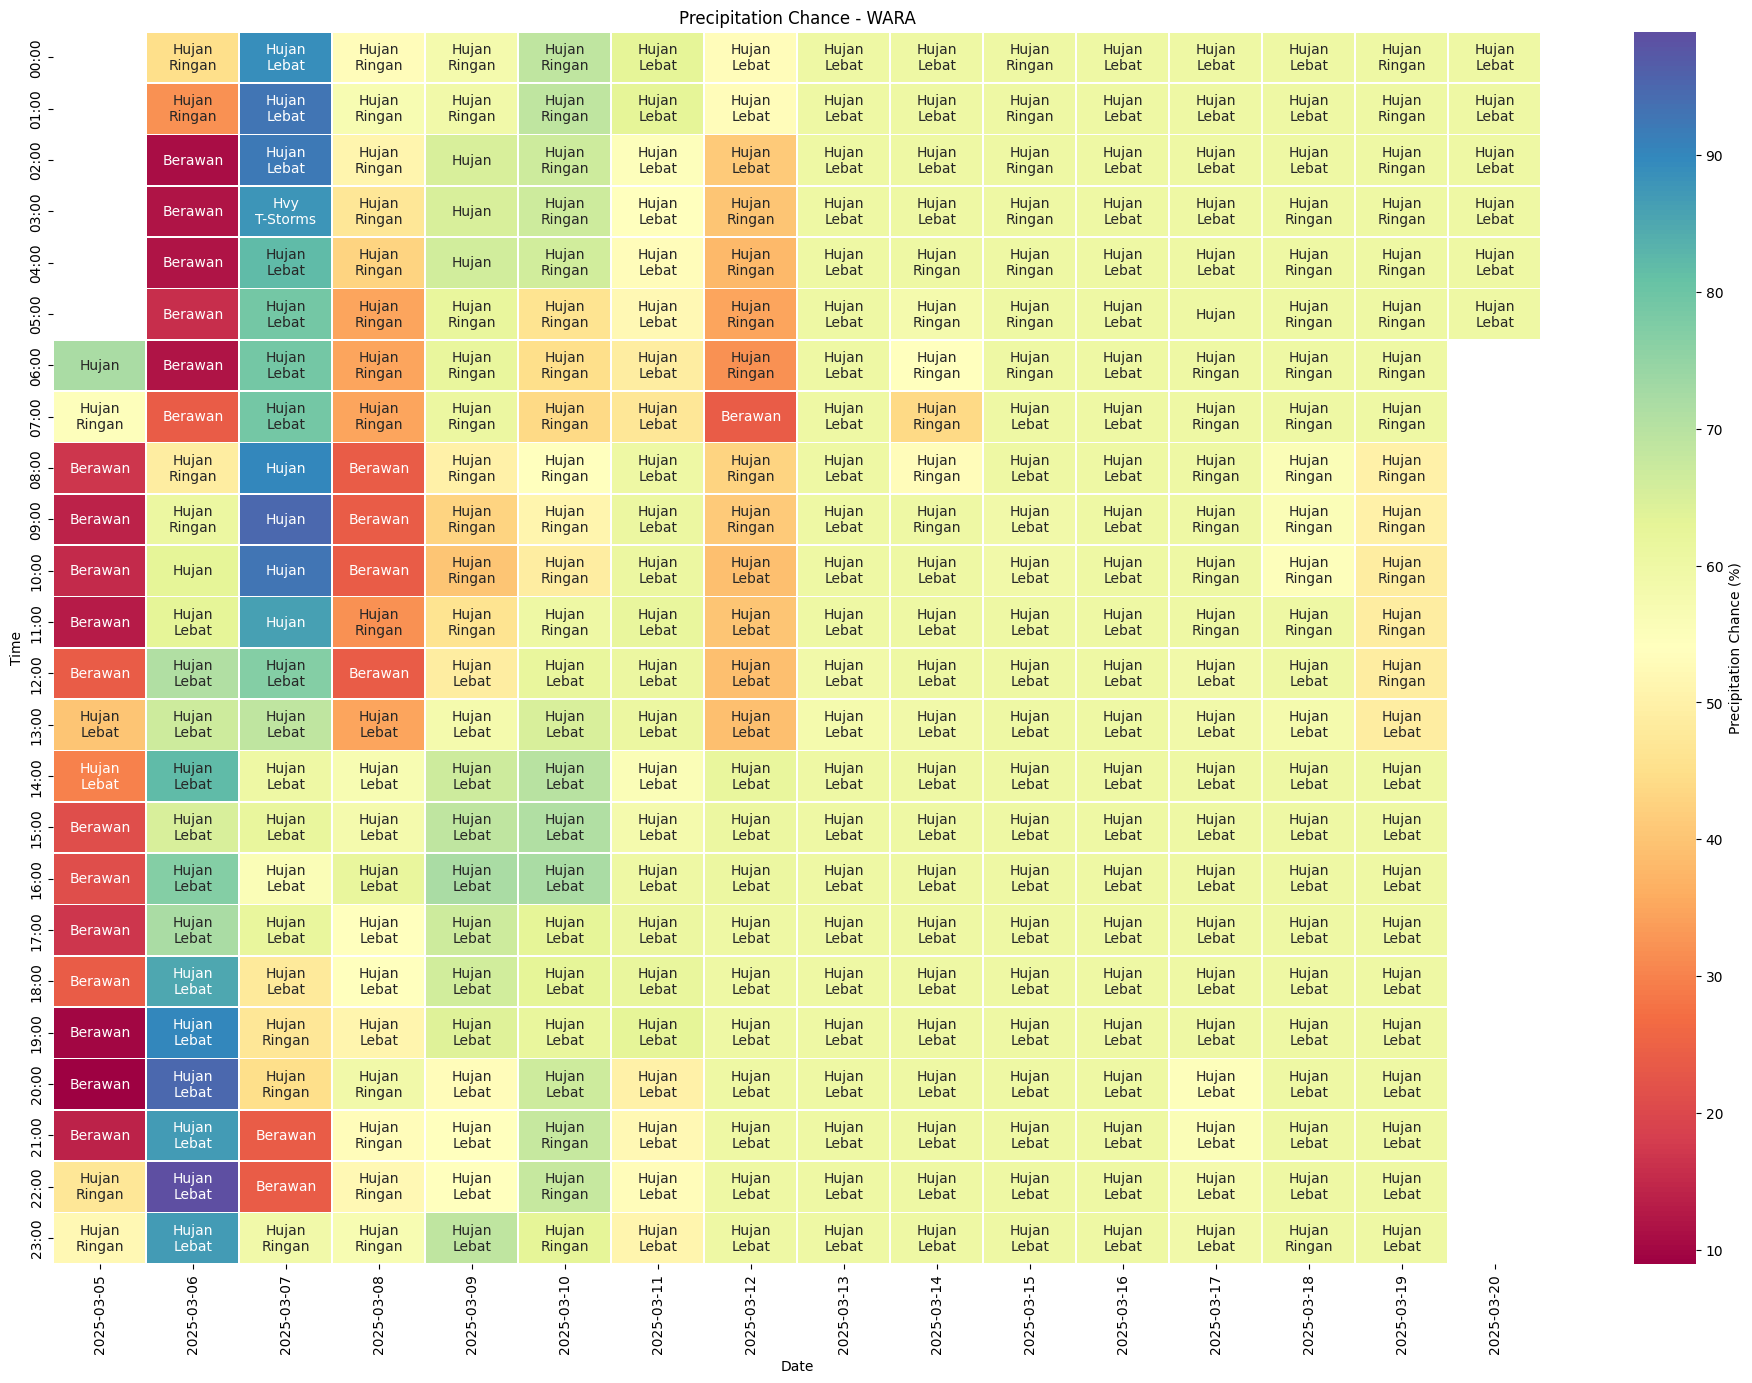 Precipitation Chance - WARA
00:00 Hujan Ringan Hujan Lebat Hujan Ringan Hujan Ringan Hujan Ringan Hujan Lebat Hujan Lebat Hujan Lebat Hujan Lebat Hujan Ringan Hujan Lebat Hujan Lebat Hujan Lebat Hujan Ringan Hujan Lebat
01:00 Hujan Ringan Hujan Lebat Hujan Ringan Hujan Ringan Hujan Ringan Hujan Lebat Hujan Lebat Hujan Lebat Hujan Lebat Hujan Ringan Hujan Lebat Hujan Lebat Hujan Lebat Hujan Ringan Hujan Lebat
02:00 Berawan Hujan Lebat Hujan Ringan Hujan Hujan Ringan Hujan Lebat Hujan Lebat Hujan Lebat Hujan Lebat Hujan Ringan Hujan Lebat Hujan Lebat Hujan Lebat Hujan Ringan Hujan Lebat
03:00 Berawan Hvy T-Storms Hujan Ringan Hujan Hujan Ringan Hujan Lebat Hujan Ringan Hujan Lebat Hujan Lebat Hujan Ringan Hujan Lebat Hujan Lebat Hujan Ringan Hujan Ringan Hujan Lebat
04:00 Berawan Hujan Lebat Hujan Ringan Hujan Hujan Ringan Hujan Lebat Hujan Ringan Hujan Lebat Hujan Ringan Hujan Ringan Hujan Lebat Hujan Lebat Hujan Ringan Hujan Ringan Hujan Lebat
05:00 Berawan Hujan Lebat Hujan Ringan Hujan Ringan Hujan Ringan Hujan Lebat Hujan Ringan Hujan Lebat Hujan Ringan Hujan Ringan Hujan Lebat Hujan Hujan Ringan Hujan Ringan Hujan Lebat
06:00 Hujan Berawan Hujan Lebat Hujan Ringan Hujan Ringan Hujan Ringan Hujan Lebat Hujan Ringan Hujan Lebat Hujan Ringan Hujan Ringan Hujan Lebat Hujan Ringan Hujan Ringan Hujan Ringan
07:00 Hujan Ringan Berawan Hujan Lebat Hujan Ringan Hujan Ringan Hujan Ringan Hujan Lebat Berawan Hujan Lebat Hujan Ringan Hujan Lebat Hujan Lebat Hujan Ringan Hujan Ringan Hujan Ringan
08:00 Berawan Hujan Ringan Hujan Berawan Hujan Ringan Hujan Ringan Hujan Lebat Hujan Ringan Hujan Lebat Hujan Ringan Hujan Lebat Hujan Lebat Hujan Ringan Hujan Ringan Hujan Ringan
09:00 Berawan Hujan Ringan Hujan Berawan Hujan Ringan Hujan Ringan Hujan Lebat Hujan Ringan Hujan Lebat Hujan Ringan Hujan Lebat Hujan Lebat Hujan Ringan Hujan Ringan Hujan Ringan
10:00 Berawan Hujan Hujan Berawan Hujan Ringan Hujan Ringan Hujan Lebat Hujan Lebat Hujan Lebat Hujan Lebat Hujan Lebat Hujan Lebat Hujan Ringan Hujan Ringan Hujan Ringan
11:00 Berawan Hujan Lebat Hujan Hujan Ringan Hujan Ringan Hujan Ringan Hujan Lebat Hujan Lebat Hujan Lebat Hujan Lebat Hujan Lebat Hujan Lebat Hujan Ringan Hujan Ringan Hujan Ringan
12:00 Berawan Hujan Lebat Hujan Lebat Berawan Hujan Lebat Hujan Lebat Hujan Lebat Hujan Lebat Hujan Lebat Hujan Lebat Hujan Lebat Hujan Lebat Hujan Lebat Hujan Lebat Hujan Ringan
13:00 Hujan Lebat Hujan Lebat Hujan Lebat Hujan Lebat Hujan Lebat Hujan Lebat Hujan Lebat Hujan Lebat Hujan Lebat Hujan Lebat Hujan Lebat Hujan Lebat Hujan Lebat Hujan Lebat Hujan Lebat
14:00 Hujan Lebat Hujan Lebat Hujan Lebat Hujan Lebat Hujan Lebat Hujan Lebat Hujan Lebat Hujan Lebat Hujan Lebat Hujan Lebat Hujan Lebat Hujan Lebat Hujan Lebat Hujan Lebat Hujan Lebat
15:00 Berawan Hujan Lebat Hujan Lebat Hujan Lebat Hujan Lebat Hujan Lebat Hujan Lebat Hujan Lebat Hujan Lebat Hujan Lebat Hujan Lebat Hujan Lebat Hujan Lebat Hujan Lebat Hujan Lebat
16:00 Berawan Hujan Lebat Hujan Lebat Hujan Lebat Hujan Lebat Hujan Lebat Hujan Lebat Hujan Lebat Hujan Lebat Hujan Lebat Hujan Lebat Hujan Lebat Hujan Lebat Hujan Lebat Hujan Lebat
17:00 Berawan Hujan Lebat Hujan Lebat Hujan Lebat Hujan Lebat Hujan Lebat Hujan Lebat Hujan Lebat Hujan Lebat Hujan Lebat Hujan Lebat Hujan Lebat Hujan Lebat Hujan Lebat Hujan Lebat
18:00 Berawan Hujan Lebat Hujan Lebat Hujan Lebat Hujan Lebat Hujan Lebat Hujan Lebat Hujan Lebat Hujan Lebat Hujan Lebat Hujan Lebat Hujan Lebat Hujan Lebat Hujan Lebat Hujan Lebat
19:00 Berawan Hujan Lebat Hujan Ringan Hujan Lebat Hujan Lebat Hujan Lebat Hujan Lebat Hujan Lebat Hujan Lebat Hujan Lebat Hujan Lebat Hujan Lebat Hujan Lebat Hujan Lebat Hujan Lebat
20:00 Berawan Hujan Lebat Hujan Ringan Hujan Ringan Hujan Lebat Hujan Lebat Hujan Lebat Hujan Lebat Hujan Lebat Hujan Lebat Hujan Lebat Hujan Lebat Hujan Lebat Hujan Lebat Hujan Lebat
21:00 Berawan Hujan Lebat Berawan Hujan Ringan Hujan Lebat Hujan Ringan Hujan Lebat Hujan Lebat Hujan Lebat Hujan Lebat Hujan Lebat Hujan Lebat Hujan Lebat Hujan Lebat Hujan Lebat
22:00 Hujan Ringan Hujan Lebat Berawan Hujan Ringan Hujan Lebat Hujan Ringan Hujan Lebat Hujan Lebat Hujan Lebat Hujan Lebat Hujan Lebat Hujan Lebat Hujan Lebat Hujan Lebat Hujan Lebat
23:00 Hujan Ringan Hujan Lebat Hujan Ringan Hujan Ringan Hujan Lebat Hujan Ringan Hujan Lebat Hujan Lebat Hujan Lebat Hujan Lebat Hujan Lebat Hujan Lebat Hujan Lebat Hujan Ringan Hujan Lebat
Time
2025-03-05 2025-03-06 2025-03-07 2025-03-08 2025-03-09 2025-03-10 2025-03-11 2025-03-12 2025-03-13 2025-03-14 2025-03-15 2025-03-16 2025-03-17 2025-03-18 2025-03-19 2025-03-20
Date
90
80
70
60
50
40
30
20
10
Precipitation Chance (%)